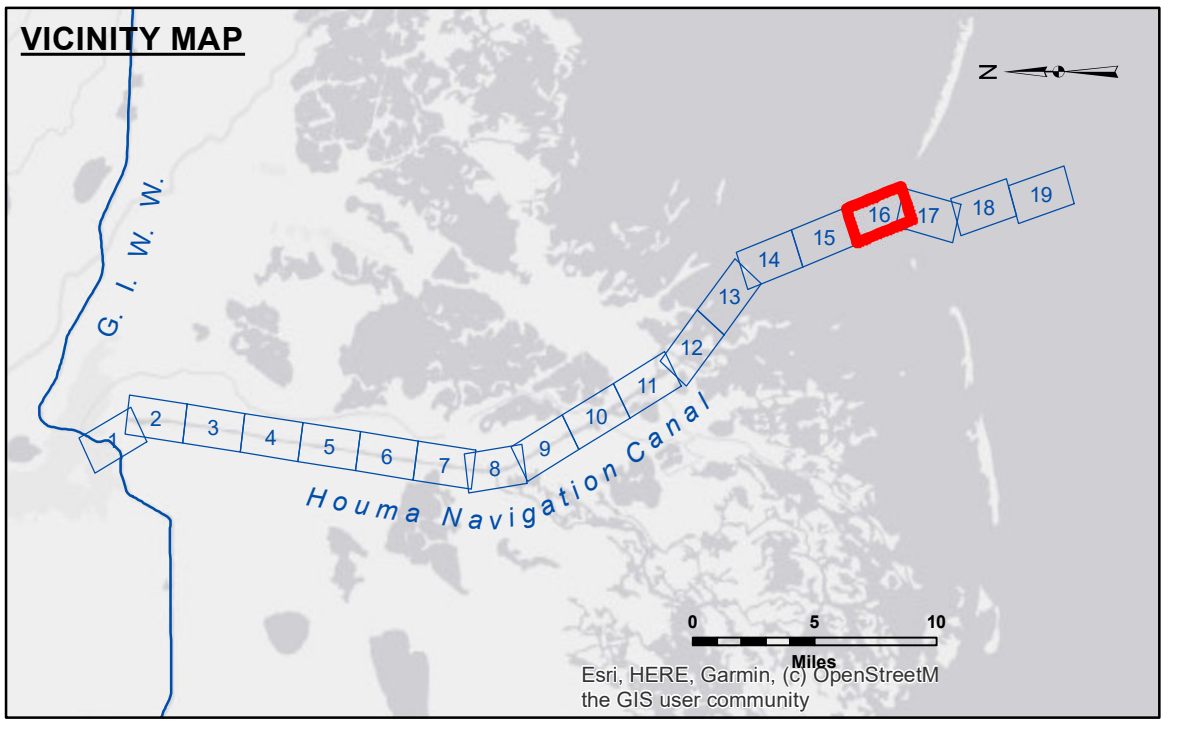 VICINITY MAP
N
G. I. W. W.
1
2
3
4
5
6
7
8
9
10
11
12
13
14
15
16
17
18
19
Houma Navigation Canal
0 5 10
Miles
Esri, HERE, Garmin, (c) OpenStreetM
the GIS user community